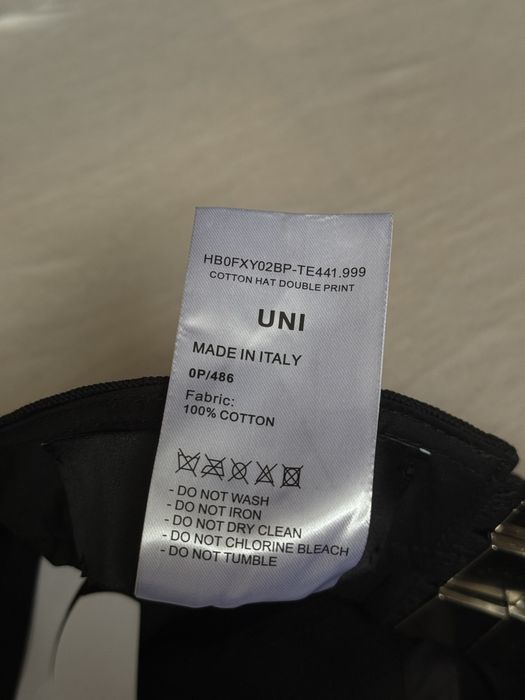 HB0FXY02BP-TE441.999
COTTON HAT DOUBLE PRINT
UNI
MADE IN ITALY
0P/486
Fabric:
100% COTTON
- DO NOT WASH
- DO NOT IRON
- DO NOT DRY CLEAN
- DO NOT CHLORINE BLEACH
- DO NOT TUMBLE